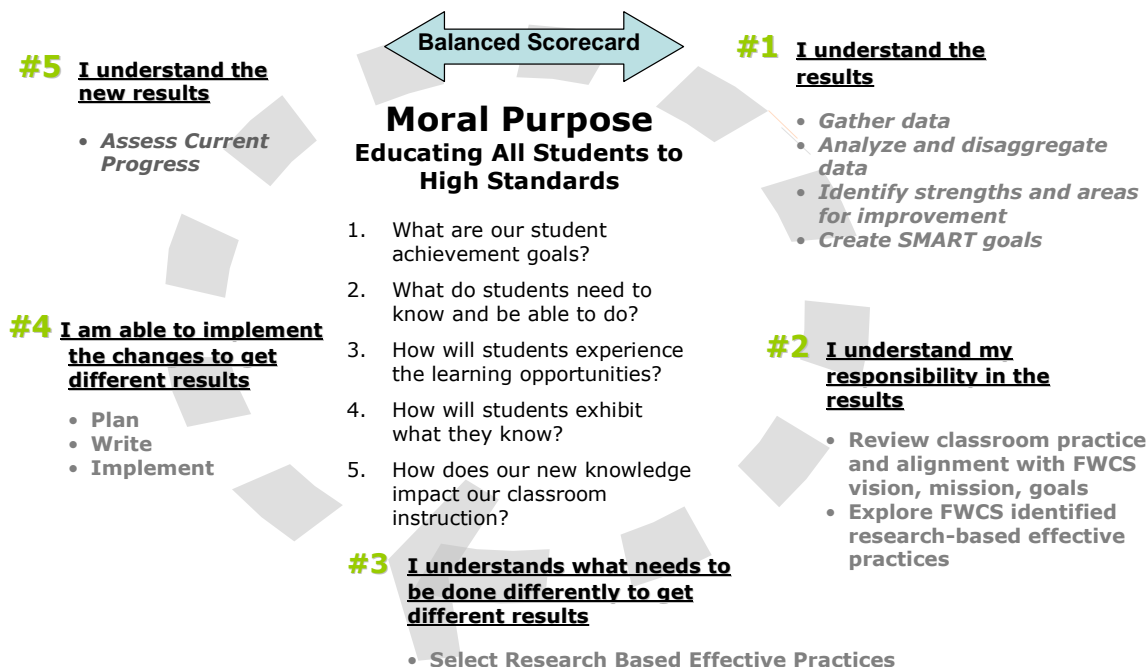 Balanced Scorecard
Moral Purpose
Educating All Students to
High Standards
1. What are our student
achievement goals?
2. What do students need to
know and be able to do?
3. How will students experience
the learning opportunities?
4. How will students exhibit
what they know?
5. How does our new knowledge
impact our classroom
instruction?
#1 I understand the
results
• Gather data
• Analyze and disaggregate
data
• Identify strengths and areas
for improvement
• Create SMART goals
#2 I understand my
responsibility in the
results
• Review classroom practice
and alignment with FWCS
vision, mission, goals
• Explore FWCS identified
research-based effective
practices
#3 I understands what needs to
be done differently to get
different results
• Select Research Based Effective Practices
#4 I am able to implement
the changes to get
different results
• Plan
• Write
• Implement
#5 I understand the
new results
• Assess Current
Progress